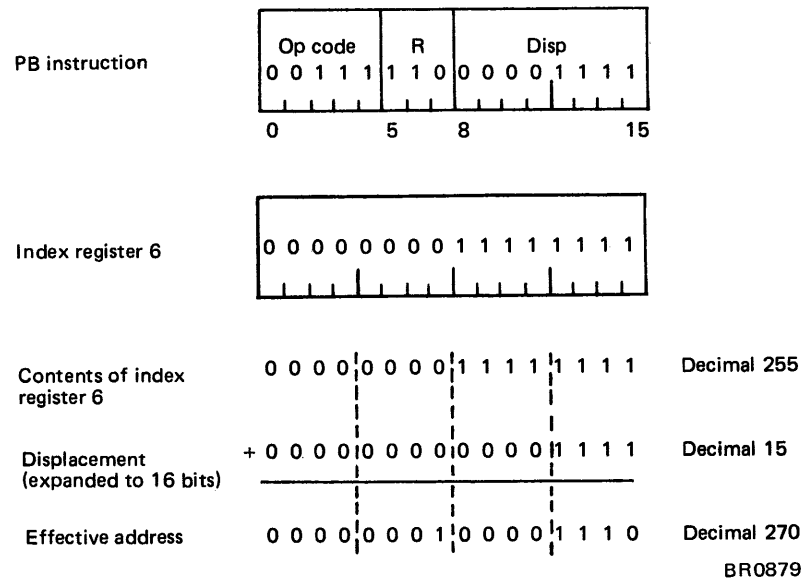 Op code R Disp
PB instruction
0 0 1 1 1 1 1 0 0 0 0 0 1 1 1 1
0 5 8 15
Index register 6
0 0 0 0 0 0 0 0 1 1 1 1 1 1 1 1
Contents of index
register 6
0 0 0 0 0 0 0 0 1 1 1 1 1 1 1 1 Decimal 255
Displacement
(expanded to 16 bits)
+ 0 0 0 0 0 0 0 0 0 0 0 0 1 1 1 1 Decimal 15
Effective address 0 0 0 0 0 0 0 1 0 0 0 0 1 1 1 0 Decimal 270
BR0879